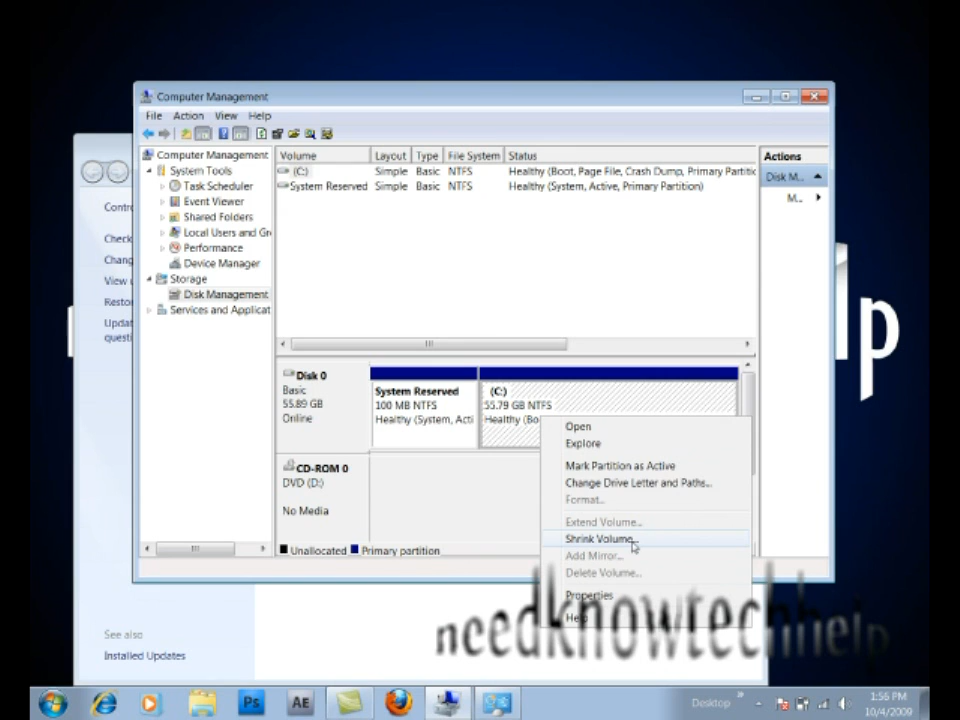 Computer Management
File Action View Help
Computer Management
System Tools
Task Scheduler
Event Viewer
Shared Folders
Local Users and Gr
Performance
Device Manager
Storage
Disk Management
Services and Applicat
Volume Layout Type File System Status
(C:) Simple Basic NTFS Healthy (Boot, Page File, Crash Dump, Primary Partitic
System Reserved Simple Basic NTFS Healthy (System, Active, Primary Partition)
Actions
Disk M...
M...
Contro
Check
Chang
View u
Restor
Updat
questi
Disk 0
Basic
55.89 GB
Online
System Reserved
100 MB NTFS
Healthy (System, Acti
(C:)
55.79 GB NTFS
Healthy (Bo
CD-ROM 0
DVD (D:)
No Media
Unallocated Primary partition
Open
Explore
Mark Partition as Active
Change Drive Letter and Paths...
Format...
Extend Volume...
Shrink Volume...
Add Mirror...
Delete Volume...
Properties
Help
needknowtechhelp
lp
See also
Installed Updates
Ps
AE
Desktop
1:56 PM
10/4/2009